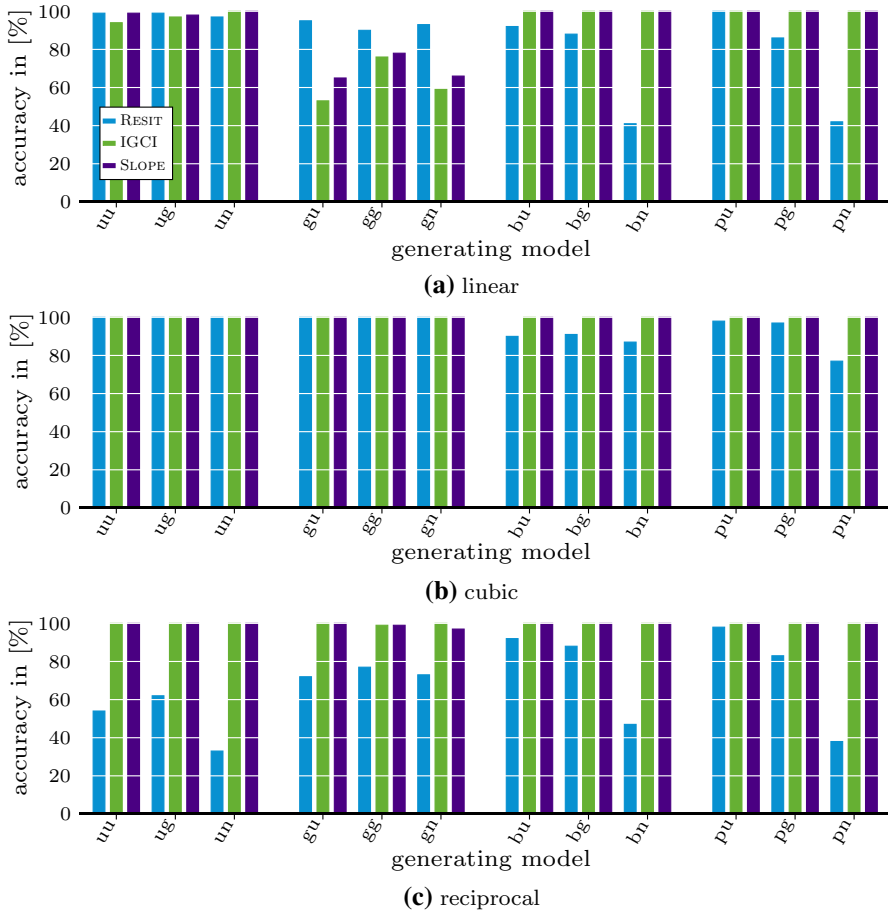 accuracy in [%]
100
80
60
40
20
0
RESIT
IGCI
SLOPE
uu ug un gu gg gn bu bg bn pu pg pn
generating model
(a) linear
accuracy in [%]
100
80
60
40
20
0
uu ug un gu gg gn bu bg bn pu pg pn
generating model
(b) cubic
accuracy in [%]
100
80
60
40
20
0
uu ug un gu gg gn bu bg bn pu pg pn
generating model
(c) reciprocal